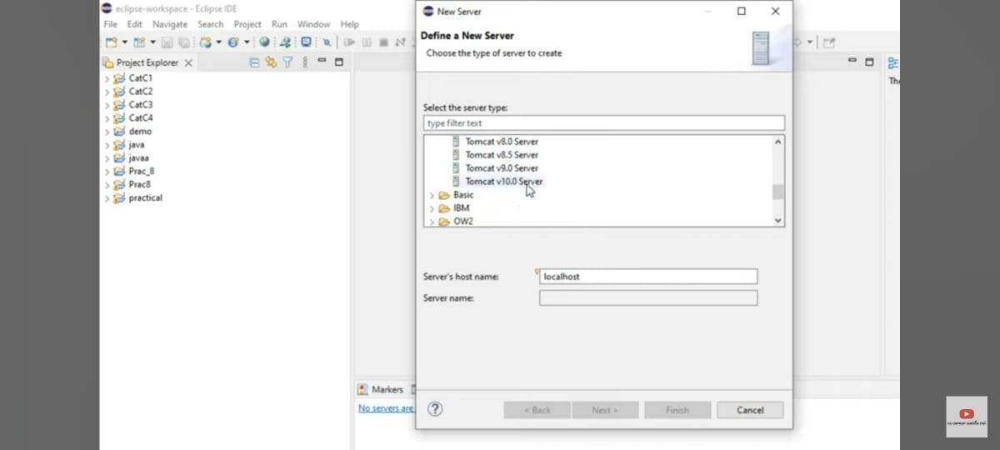 eclipse-workspace - Eclipse IDE
File Edit Navigate Search Project Run Window Help
Project Explorer
CatC1
CatC2
CatC3
CatC4
demo
java
javaa
Prac_8
Prac8
practical
New Server
Define a New Server
Choose the type of server to create
Select the server type:
type filter text
Tomcat v8.0 Server
Tomcat v8.5 Server
Tomcat v9.0 Server
Tomcat v10.0 Server
Basic
IBM
OW2
Server's host name: localhost
Server name:
< Back Next > Finish Cancel
Markers
No servers are
The